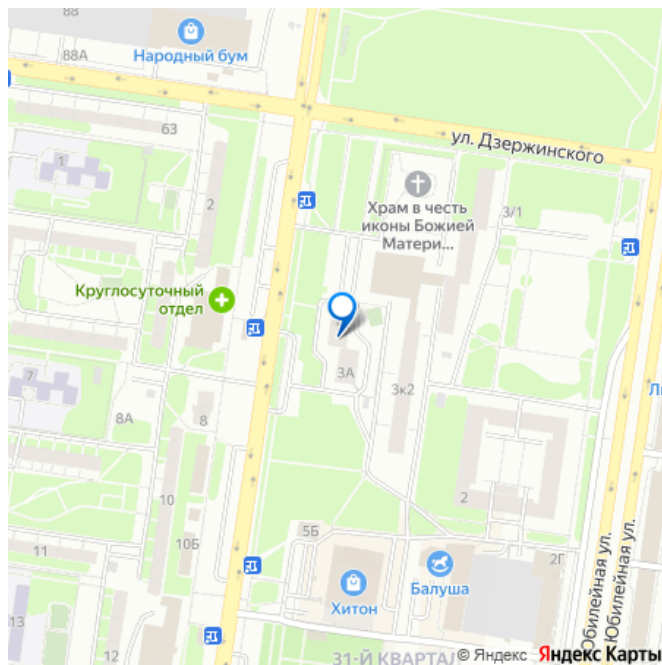 88
Народный бум
88А
63
ул. Дзержинского
1
2
Храм в честь
иконы Божией
Матери ...
3/1
Круглосуточный
отдел
3А
7
3к2
8А
8
Ли
10
2
5Б
10Б
11
2Г
Балуша
Хитон
13
Юбилейная ул.
Юбилейная ул.
31-Й КВАРТАЛ
© Яндекс Яндекс Карты